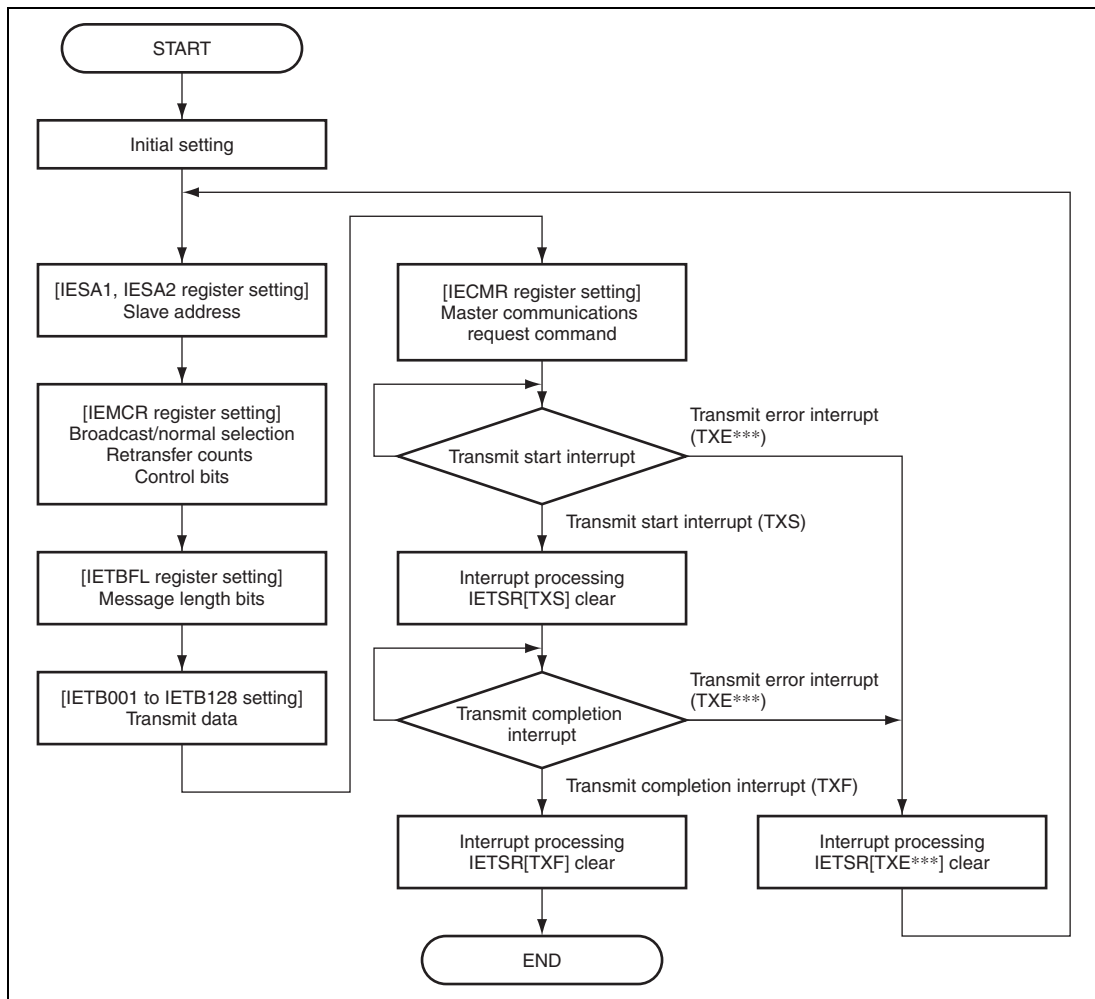 START
Initial setting
[IESA1, IESA2 register setting]
Slave address
[IEMCR register setting]
Broadcast/normal selection
Retransfer counts
Control bits
[IETBFL register setting]
Message length bits
[IETB001 to IETB128 setting]
Transmit data
[IECMR register setting]
Master communications
request command
Transmit start interrupt
Transmit error interrupt
(TXE***)
Transmit start interrupt (TXS)
Interrupt processing
IETSR[TXS] clear
Transmit completion
interrupt
Transmit error interrupt
(TXE***)
Transmit completion interrupt (TXF)
Interrupt processing
IETSR[TXF] clear
Interrupt processing
IETSR[TXE***] clear
END